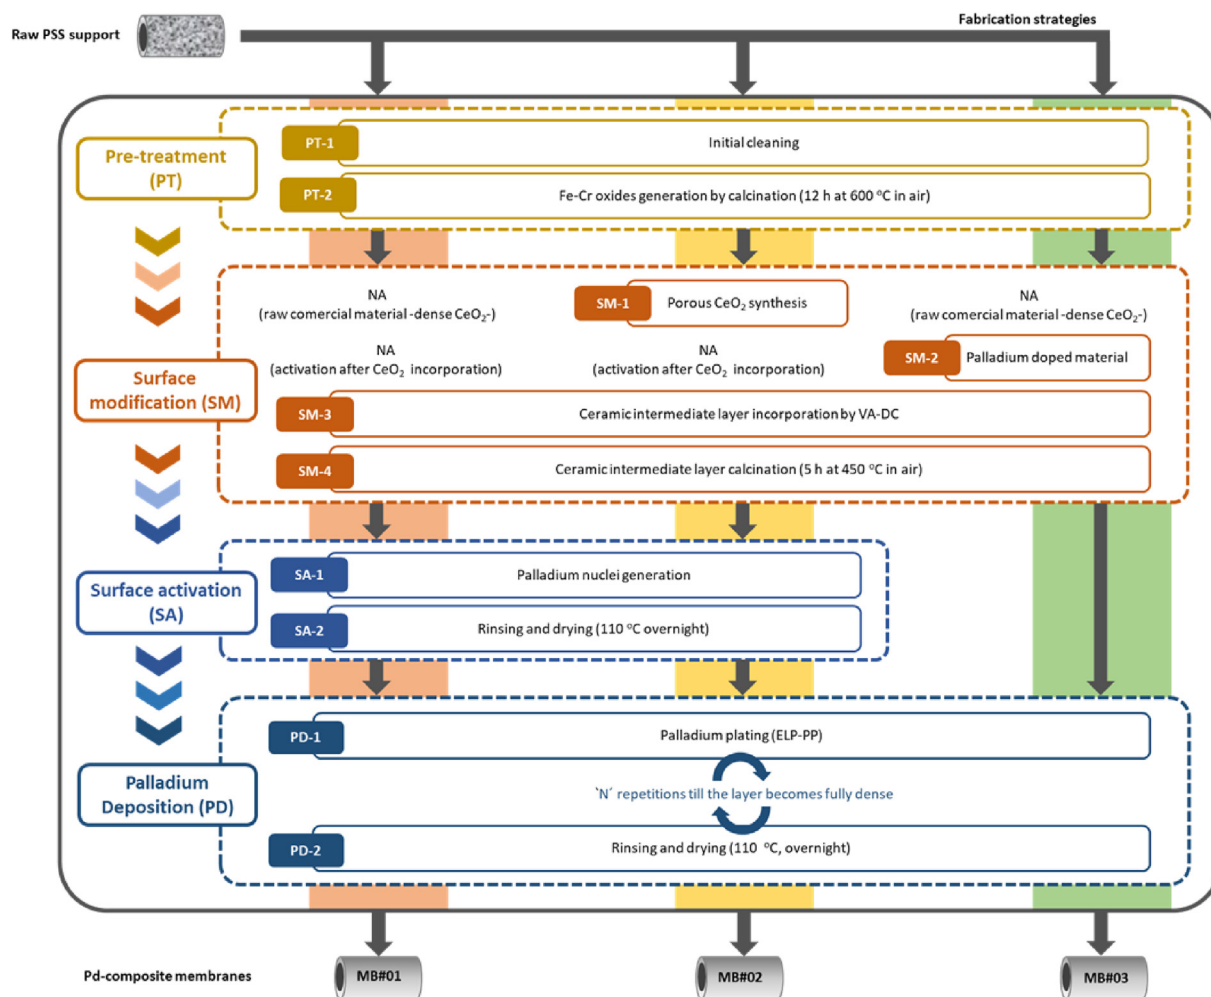 Fabrication strategies
Raw PSS support
Pre-treatment
(PT)
PT-1
Initial cleaning
PT-2
Fe-Cr oxides generation by calcination (12 h at 600 °C in air)
NA
(raw comercial material -dense CeO₂-)
SM-1
Porous CeO₂ synthesis
NA
(raw comercial material -dense CeO₂-)
NA
(activation after CeO₂ incorporation)
NA
(activation after CeO₂ incorporation)
SM-2
Palladium doped material
Surface
modification (SM)
SM-3
Ceramic intermediate layer incorporation by VA-DC
SM-4
Ceramic intermediate layer calcination (5 h at 450 °C in air)
Surface activation
(SA)
SA-1
Palladium nuclei generation
SA-2
Rinsing and drying (110 °C overnight)
Palladium
Deposition (PD)
PD-1
Palladium plating (ELP-PP)
`N´ repetitions till the layer becomes fully dense
PD-2
Rinsing and drying (110 °C, overnight)
Pd-composite membranes
MB#01
MB#02
MB#03